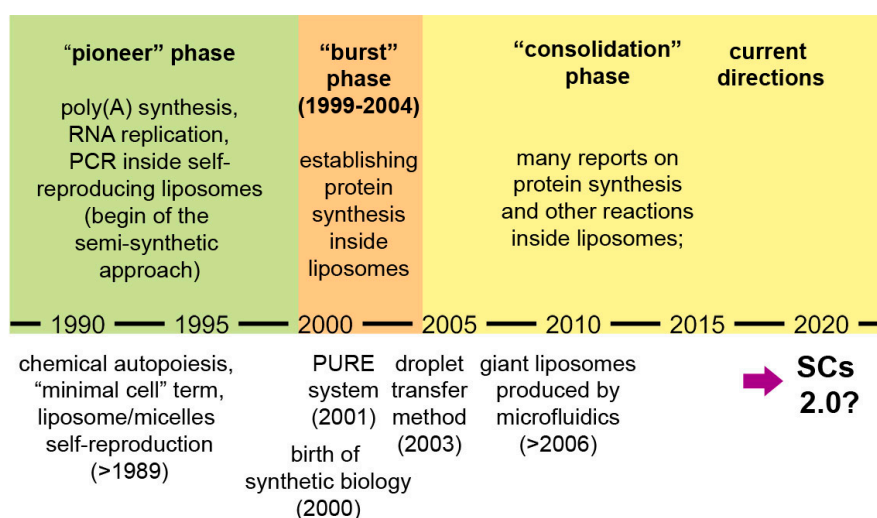 “pioneer” phase
poly(A) synthesis,
RNA replication,
PCR inside self-
reproducing liposomes
(begin of the
semi-synthetic
approach)
“burst”
phase
(1999-2004)
establishing
protein
synthesis
inside
liposomes
“consolidation”
phase
many reports on
protein synthesis
and other reactions
inside liposomes;
current
directions
1990 1995 2000 2005 2010 2015 2020
chemical autopoiesis,
“minimal cell” term,
liposome/micelles
self-reproduction
(>1989)
PURE
system
(2001)
birth of
synthetic biology
(2000)
droplet
transfer
method
(2003)
giant liposomes
produced by
microfluidics
(>2006)
SCs
2.0?